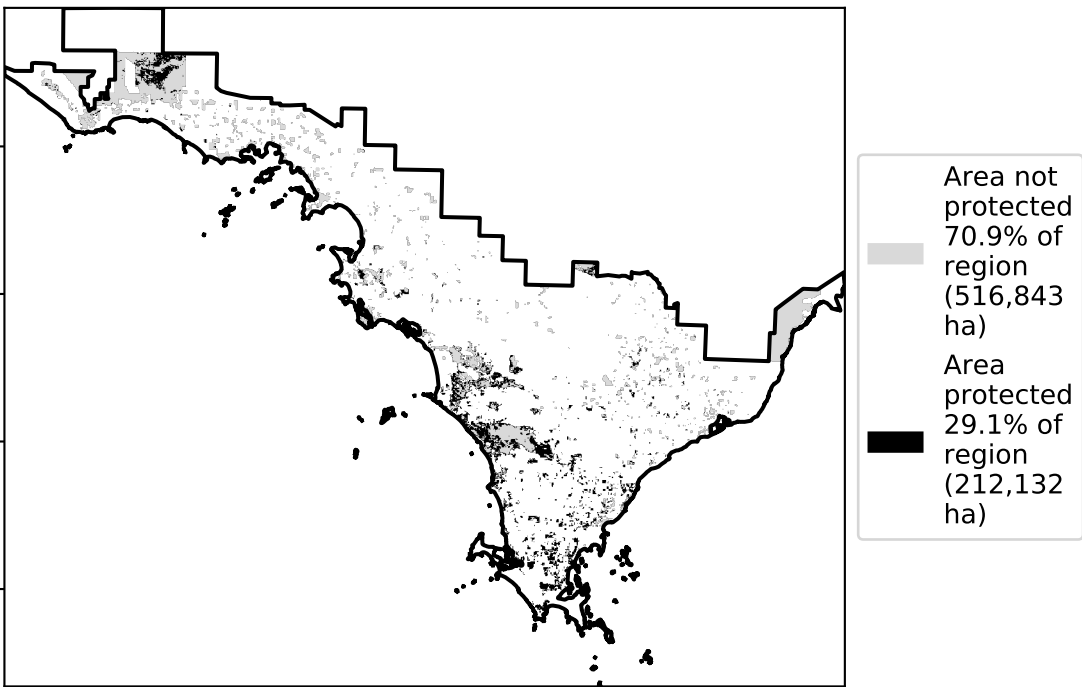 Area not
protected
70.9% of
region
(516,843
ha)
Area
protected
29.1% of
region
(212,132
ha)